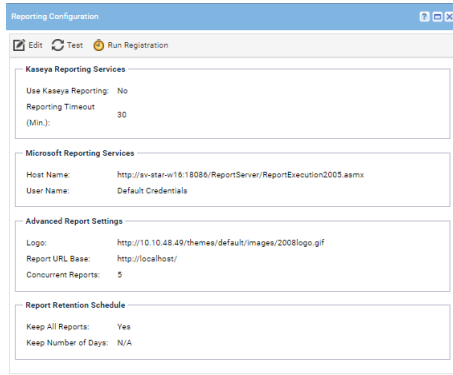 Reporting Configuration
Edit Test Run Registration
Kaseya Reporting Services
Use Kaseya Reporting: No
Reporting Timeout
(Min.): 30
Microsoft Reporting Services
Host Name: http://sv-star-w16:18086/ReportServer/ReportExecution2005.asmx
User Name: Default Credentials
Advanced Report Settings
Logo: http://10.10.48.49/themes/default/images/2008logo.gif
Report URL Base: http://localhost/
Concurrent Reports: 5
Report Retention Schedule
Keep All Reports: Yes
Keep Number of Days: N/A